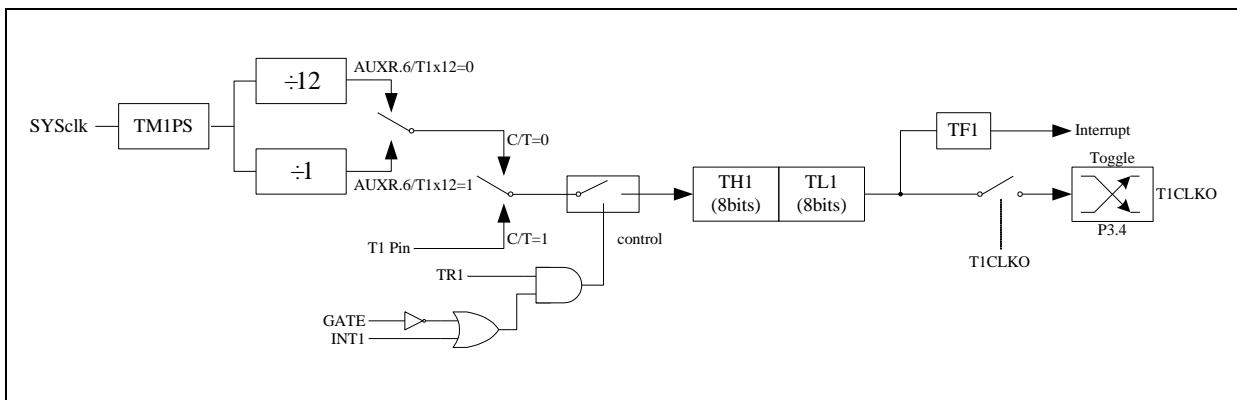 AUXR.6/T1x12=0
÷12
SYSclk
TM1PS
C/T=0
÷1
AUXR.6/T1x12=1
TF1
Interrupt
Toggle
TH1
(8bits)
TL1
(8bits)
T1CLKO
P3.4
T1 Pin
C/T=1
control
T1CLKO
TR1
GATE
INT1